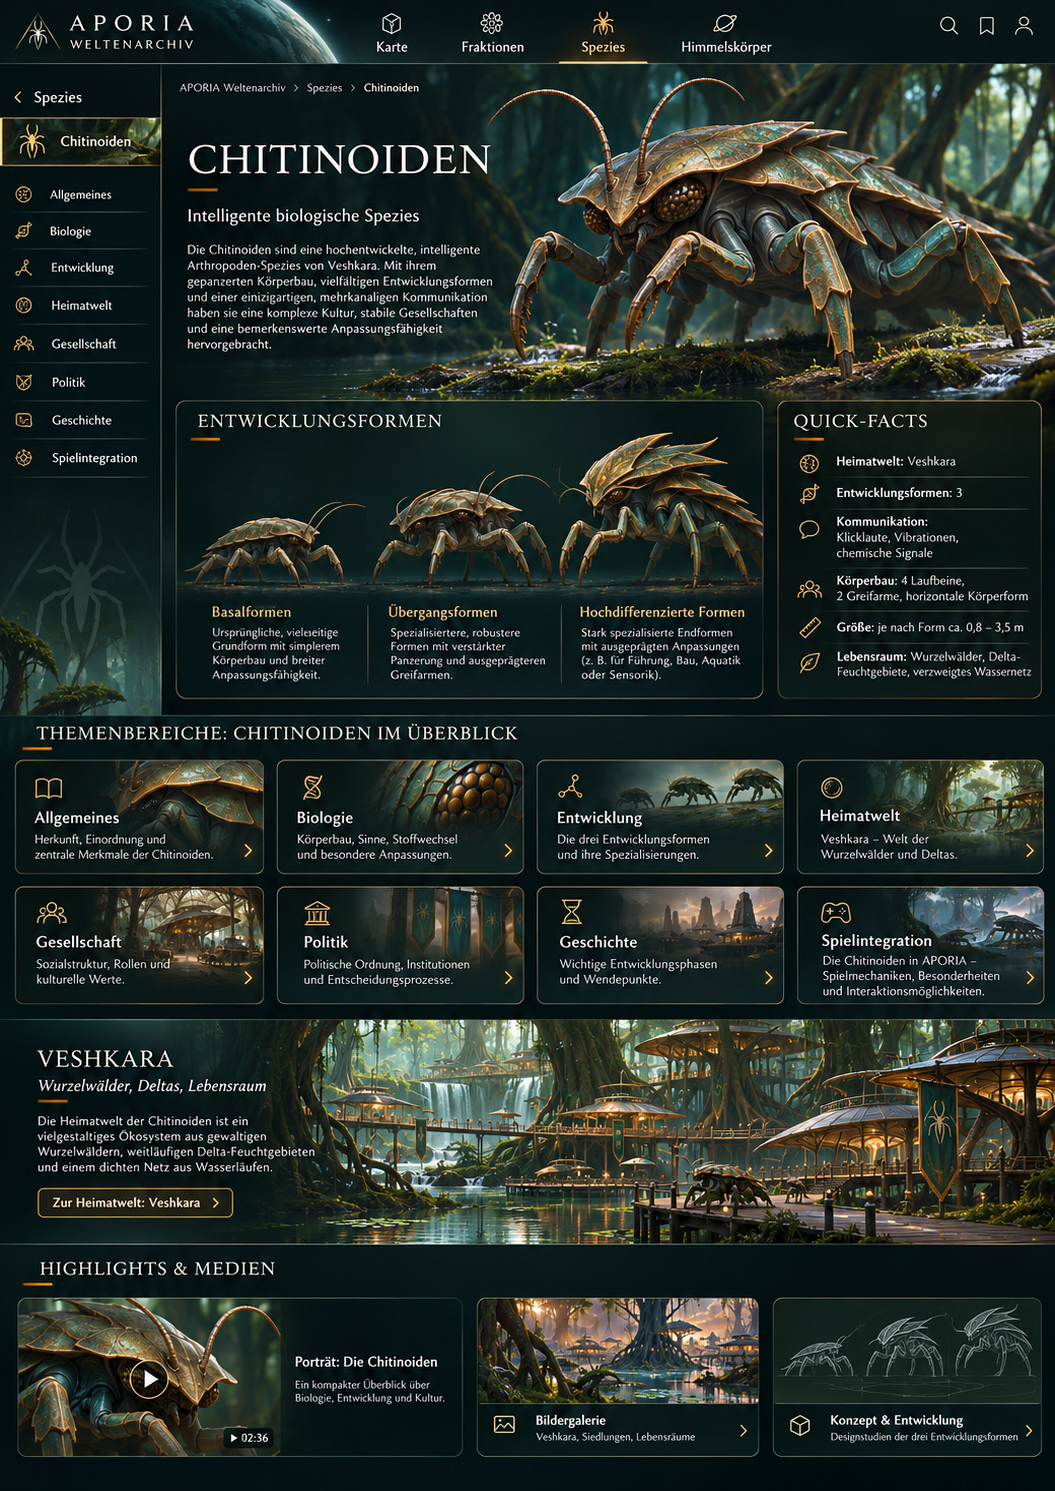 APORIA
WELTENARCHIV
Karte
Fraktionen
Spezies
Himmelskörper
Spezies
Chitinoiden
Allgemeines
Biologie
Entwicklung
Heimatwelt
Gesellschaft
Politik
Geschichte
Spielintegration
APORIA Weltenarchiv > Spezies > Chitinoiden
CHITINOIDEN
Intelligente biologische Spezies
Die Chitinoiden sind eine hochentwickelte, intelligente
Arthropoden-Spezies von Veshkara. Mit ihrem
gepanzerten Körperbau, vielfältigen Entwicklungsformen
und einer einizigartigen, mehrkanaligen Kommunikation
haben sie eine komplexe Kultur, stabile Gesellschaften
und eine bemerkenswerte Anpassungsfähigkeit
hervorgebracht.
ENTWICKLUNGSFORMEN
Basalformen
Ursprüngliche, vielseitige
Grundform mit simplerem
Körperbau und breiter
Anpassungsfähigkeit.
Übergangsformen
Spezialisiertere, robustere
Formen mit verstärkter
Panzerung und ausgeprägteren
Greifarmen.
Hochdifferenzierte Formen
Stark spezialisierte Endformen
mit ausgeprägten Anpassungen
(z. B. für Führung, Bau, Aquatik
oder Sensorik).
QUICK-FACTS
Heimatwelt: Veshkara
Entwicklungsformen: 3
Kommunikation:
Klicklaute, Vibrationen,
chemische Signale
Körperbau: 4 Laufbeine,
2 Greifarme, horizontale Körperform
Größe: je nach Form ca. 0,8 – 3,5 m
Lebensraum: Wurzelwälder, Delta-
Feuchtgebiete, verzweigtes Wassernetz
THEMENBEREICHE: CHITINOIDEN IM ÜBERBLICK
Allgemeines
Herkunft, Einordnung und
zentrale Merkmale der Chitinoiden.
Biologie
Körperbau, Sinne, Stoffwechsel
und besondere Anpassungen.
Entwicklung
Die drei Entwicklungsformen
und ihre Spezialisierungen.
Heimatwelt
Veshkara – Welt der
Wurzelwälder und Deltas.
Gesellschaft
Sozialstruktur, Rollen und
kulturelle Werte.
Politik
Politische Ordnung, Institutionen
und Entscheidungsprozesse.
Geschichte
Wichtige Entwicklungsphasen
und Wendepunkte.
Spielintegration
Die Chitinoiden in APORIA –
Spielmechaniken, Besonderheiten
und Interaktionsmöglichkeiten.
VESHKARA
Wurzelwälder, Deltas, Lebensraum
Die Heimatwelt der Chitinoiden ist ein
vielgestaltiges Ökosystem aus gewaltigen
Wurzelwäldern, weitläufigen Delta-Feuchtgebieten
und einem dichten Netz aus Wasserläufen.
Zur Heimatwelt: Veshkara >
HIGHLIGHTS & MEDIEN
02:36
Porträt: Die Chitinoiden
Ein kompakter Überblick über
Biologie, Entwicklung und Kultur.
Bildergalerie
Veshkara, Siedlungen, Lebensräume
Konzept & Entwicklung
Designstudien der drei Entwicklungsformen